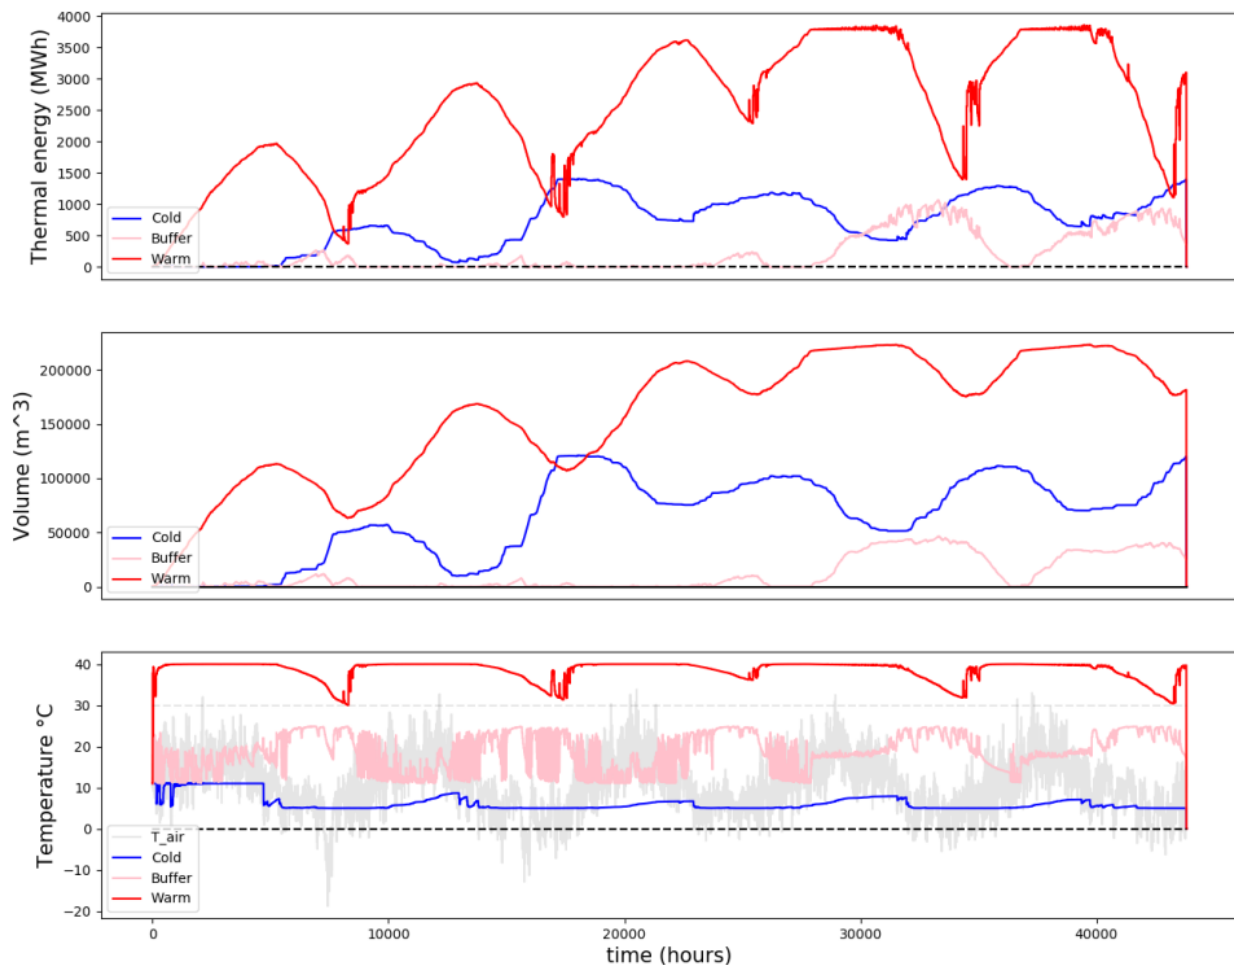 Thermal energy (MWh)
4000
3500
3000
2500
2000
1500
1000
500
0
Cold
Buffer
Warm
Volume (m^3)
200000
150000
100000
50000
0
Cold
Buffer
Warm
Temperature °C
40
30
20
10
0
−10
−20
T_air
Cold
Buffer
Warm
0
10000
20000
30000
40000
time (hours)